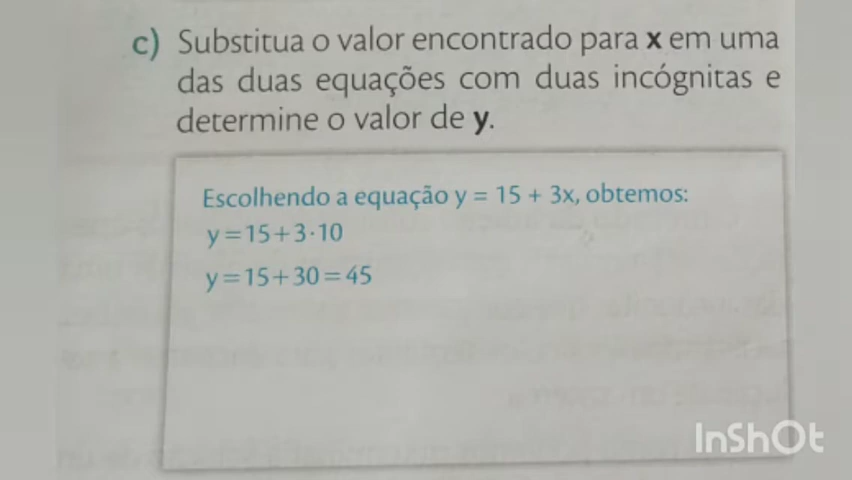 c) Substitua o valor encontrado para x em uma
das duas equações com duas incógnitas e
determine o valor de y.
Escolhendo a equação y = 15 + 3x, obtemos:
y=15+3·10
y=15+30=45
InShOt